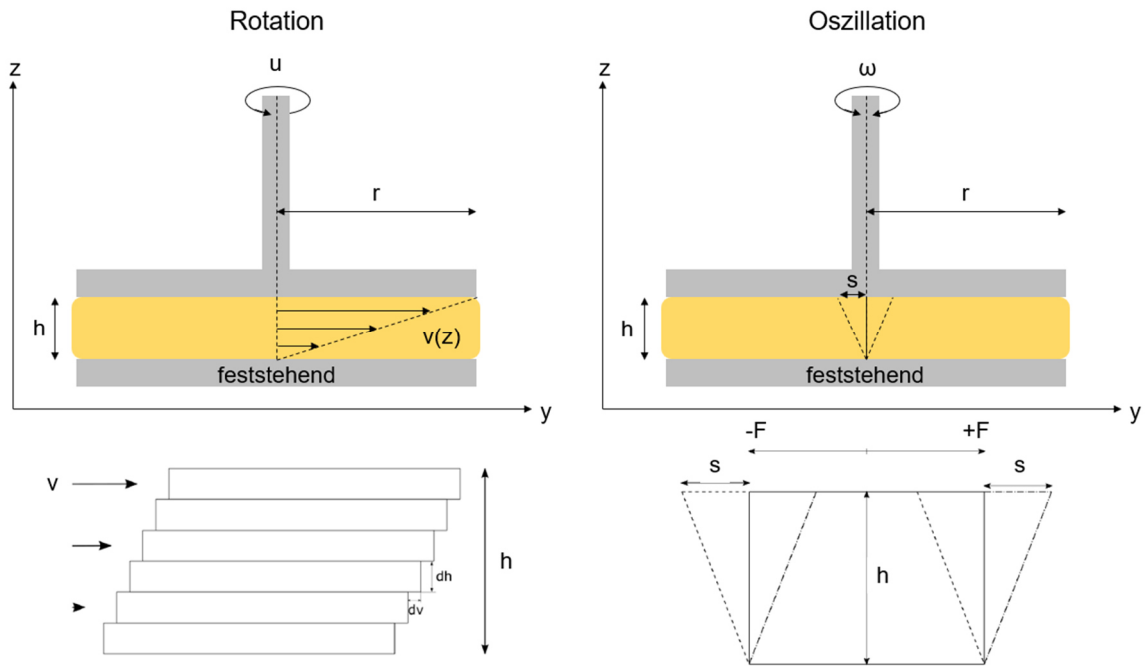 Rotation
u
z
r
h
v(z)
feststehend
y
v
h
dh
dv
Oszillation
ω
z
r
s
h
feststehend
y
-F
+F
s
s
h